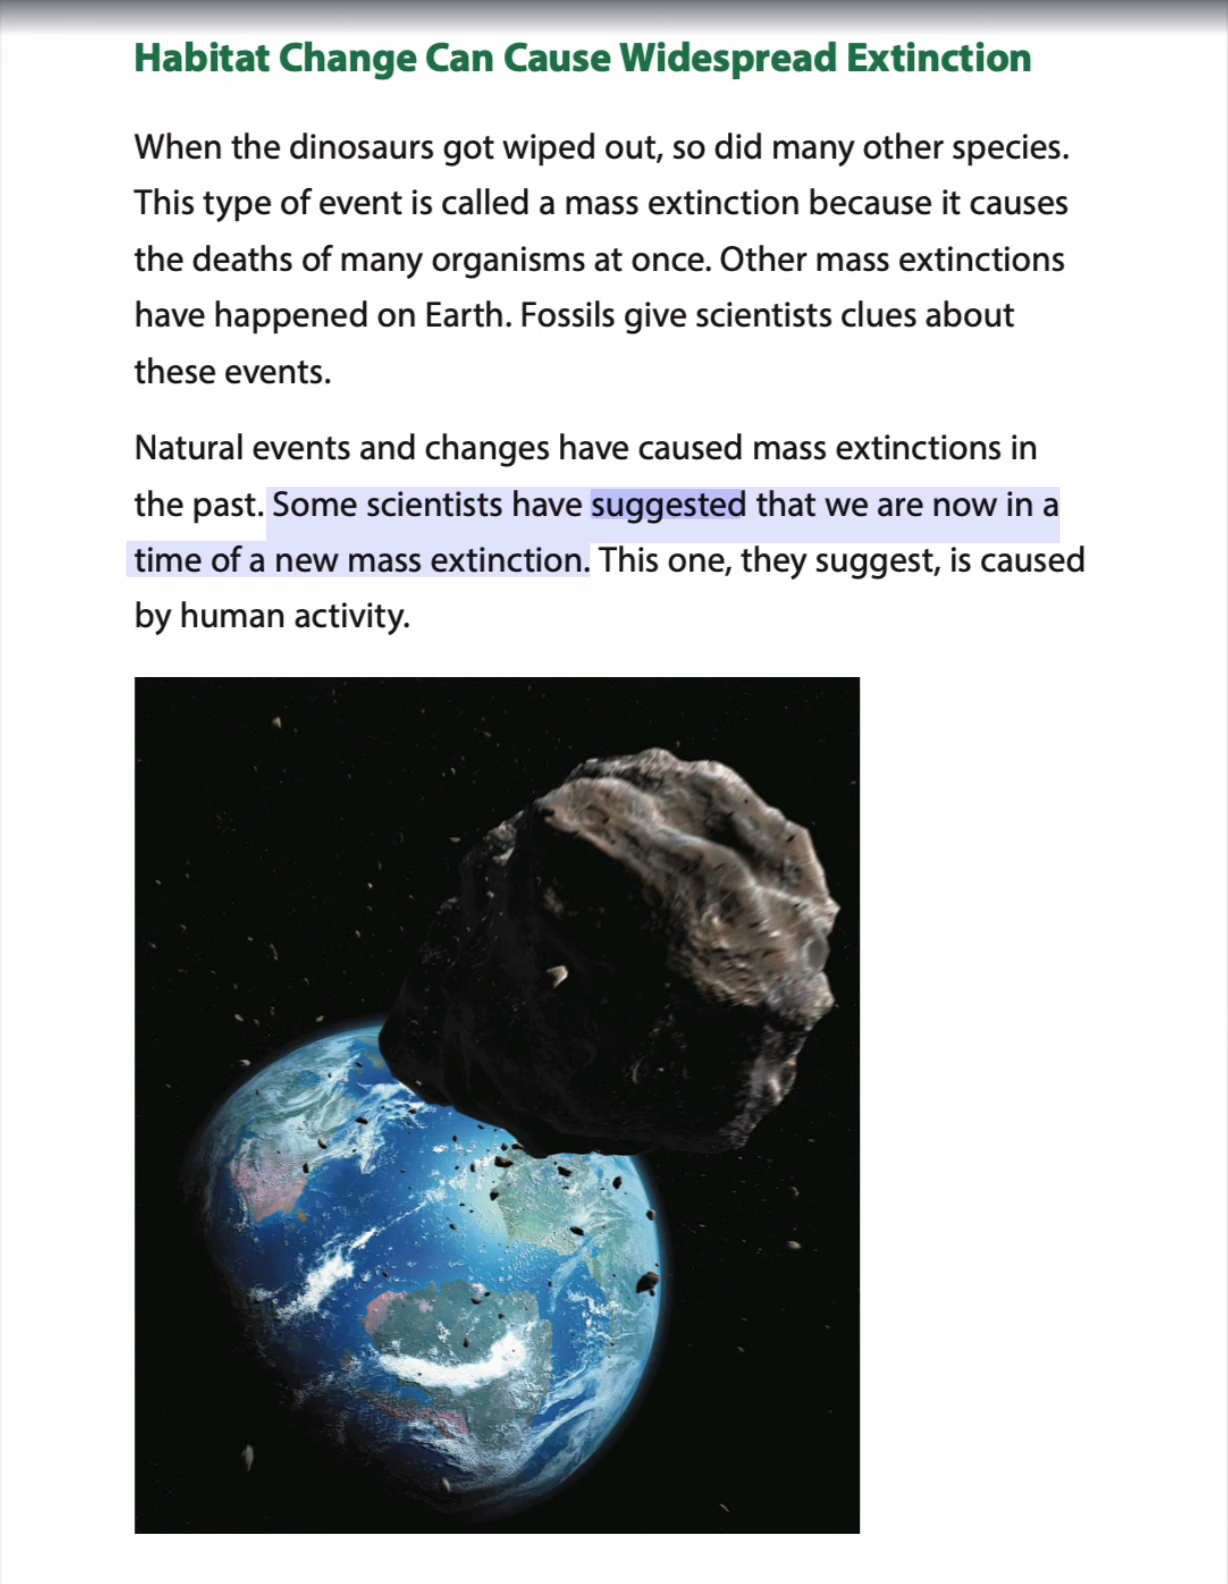 Habitat Change Can Cause Widespread Extinction
When the dinosaurs got wiped out, so did many other species.
This type of event is called a mass extinction because it causes
the deaths of many organisms at once. Other mass extinctions
have happened on Earth. Fossils give scientists clues about
these events.
Natural events and changes have caused mass extinctions in
the past. Some scientists have suggested that we are now in a
time of a new mass extinction. This one, they suggest, is caused
by human activity.